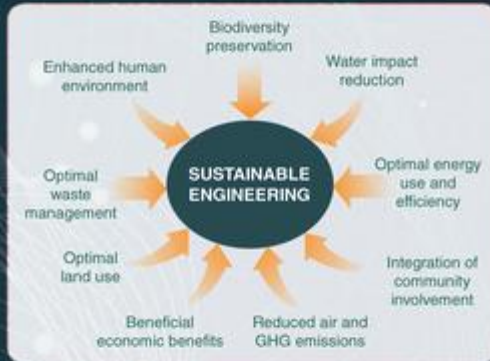 Biodiversity
preservation
Water impact
reduction
Enhanced human
environment
SUSTAINABLE
ENGINEERING
Optimal energy
use and
efficiency
Optimal
waste
management
Optimal
land use
Integration of
community
involvement
Beneficial
economic benefits
Reduced air and
GHG emissions